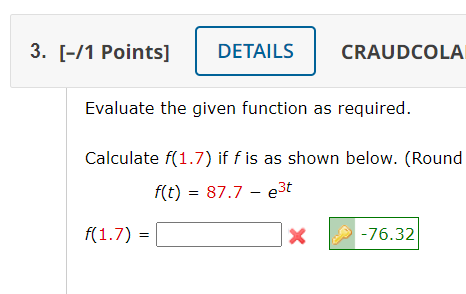 3. [-/1 Points] DETAILS CRAUDCOLA
Evaluate the given function as required.
Calculate f(1.7) if f is as shown below. (Round
f(t) = 87.7 − e^{3t}
f(1.7) = -76.32